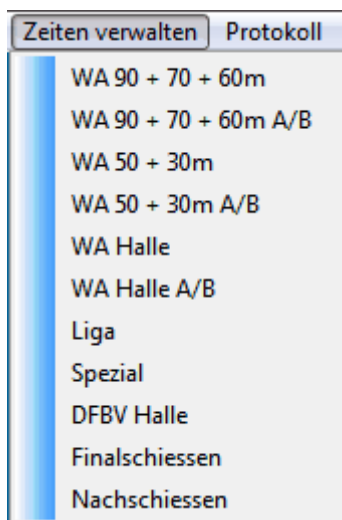 Zeiten verwalten Protokoll
WA 90 + 70 + 60m
WA 90 + 70 + 60m A/B
WA 50 + 30m
WA 50 + 30m A/B
WA Halle
WA Halle A/B
Liga
Spezial
DFBV Halle
Finalschiessen
Nachschiessen